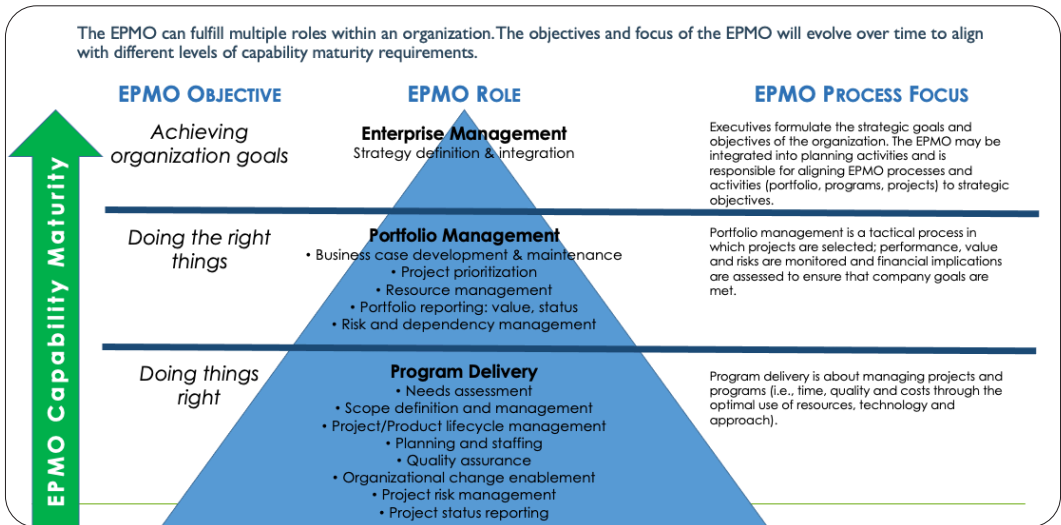 The EPMO can fulfill multiple roles within an organization. The objectives and focus of the EPMO will evolve over time to align
with different levels of capability maturity requirements.
EPMO OBJECTIVE
EPMO ROLE
EPMO PROCESS FOCUS
EPMO Capability Maturity
Achieving
organization goals
Enterprise Management
Strategy definition & integration
Executives formulate the strategic goals and
objectives of the organization. The EPMO may be
integrated into planning activities and is
responsible for aligning EPMO processes and
activities (portfolio, programs, projects) to strategic
objectives.
Doing the right
things
Portfolio Management
• Business case development & maintenance
• Project prioritization
• Resource management
• Portfolio reporting: value, status
• Risk and dependency management
Portfolio management is a tactical process in
which projects are selected; performance, value
and risks are monitored and financial implications
are assessed to ensure that company goals are
met.
Doing things
right
Program Delivery
• Needs assessment
• Scope definition and management
• Project/Product lifecycle management
• Planning and staffing
• Quality assurance
• Organizational change enablement
• Project risk management
• Project status reporting
Program delivery is about managing projects and
programs (i.e., time, quality and costs through the
optimal use of resources, technology and
approach).